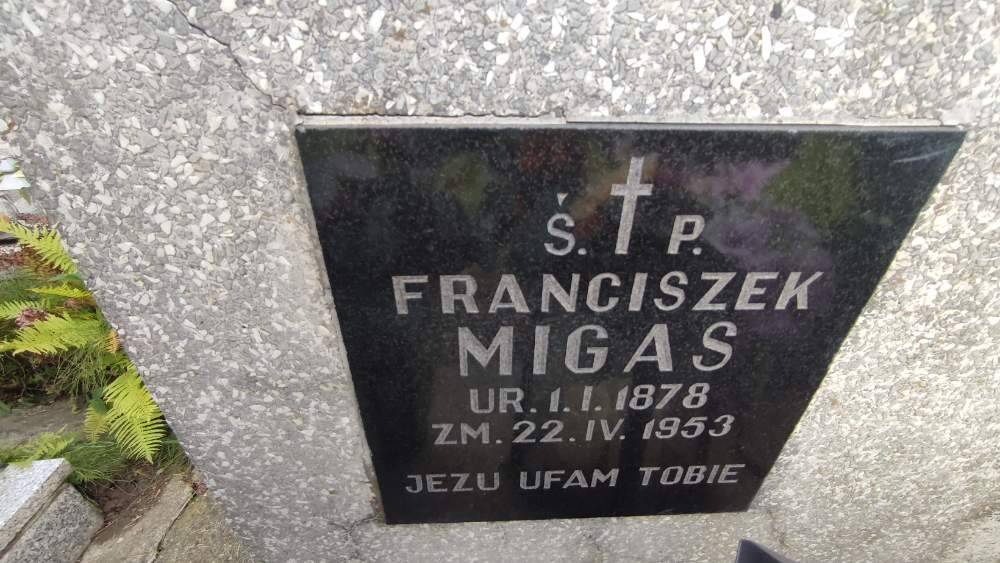 Ś. P.
FRANCISZEK
MIGAS
UR. 1. I. 1878
ZM. 22. IV. 1953
JEZU UFAM TOBIE